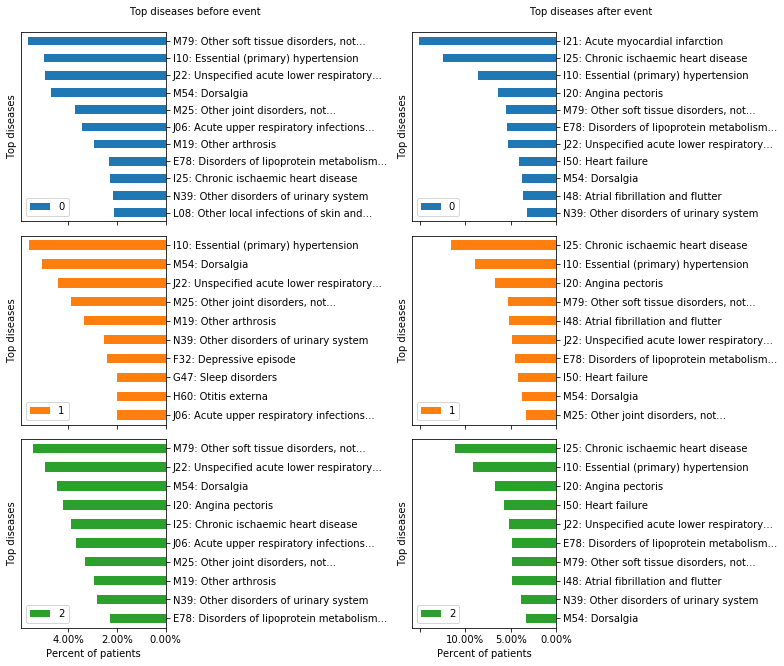 Top diseases before event
Top diseases
M79: Other soft tissue disorders, not...
I10: Essential (primary) hypertension
J22: Unspecified acute lower respiratory...
M54: Dorsalgia
M25: Other joint disorders, not...
J06: Acute upper respiratory infections...
M19: Other arthrosis
E78: Disorders of lipoprotein metabolism...
I25: Chronic ischaemic heart disease
N39: Other disorders of urinary system
L08: Other local infections of skin and...
0
Top diseases
I10: Essential (primary) hypertension
M54: Dorsalgia
J22: Unspecified acute lower respiratory...
M25: Other joint disorders, not...
M19: Other arthrosis
N39: Other disorders of urinary system
F32: Depressive episode
G47: Sleep disorders
H60: Otitis externa
J06: Acute upper respiratory infections...
1
Top diseases
M79: Other soft tissue disorders, not...
J22: Unspecified acute lower respiratory...
M54: Dorsalgia
I20: Angina pectoris
I25: Chronic ischaemic heart disease
J06: Acute upper respiratory infections...
M25: Other joint disorders, not...
M19: Other arthrosis
N39: Other disorders of urinary system
E78: Disorders of lipoprotein metabolism...
2
4.00% 2.00% 0.00%
Percent of patients
Top diseases after event
Top diseases
I21: Acute myocardial infarction
I25: Chronic ischaemic heart disease
I10: Essential (primary) hypertension
I20: Angina pectoris
M79: Other soft tissue disorders, not...
E78: Disorders of lipoprotein metabolism...
J22: Unspecified acute lower respiratory...
I50: Heart failure
M54: Dorsalgia
I48: Atrial fibrillation and flutter
N39: Other disorders of urinary system
0
Top diseases
I25: Chronic ischaemic heart disease
I10: Essential (primary) hypertension
I20: Angina pectoris
M79: Other soft tissue disorders, not...
I48: Atrial fibrillation and flutter
J22: Unspecified acute lower respiratory...
E78: Disorders of lipoprotein metabolism...
I50: Heart failure
M54: Dorsalgia
M25: Other joint disorders, not...
1
Top diseases
I25: Chronic ischaemic heart disease
I10: Essential (primary) hypertension
I20: Angina pectoris
I50: Heart failure
J22: Unspecified acute lower respiratory...
E78: Disorders of lipoprotein metabolism...
M79: Other soft tissue disorders, not...
I48: Atrial fibrillation and flutter
N39: Other disorders of urinary system
M54: Dorsalgia
2
10.00% 5.00% 0.00%
Percent of patients